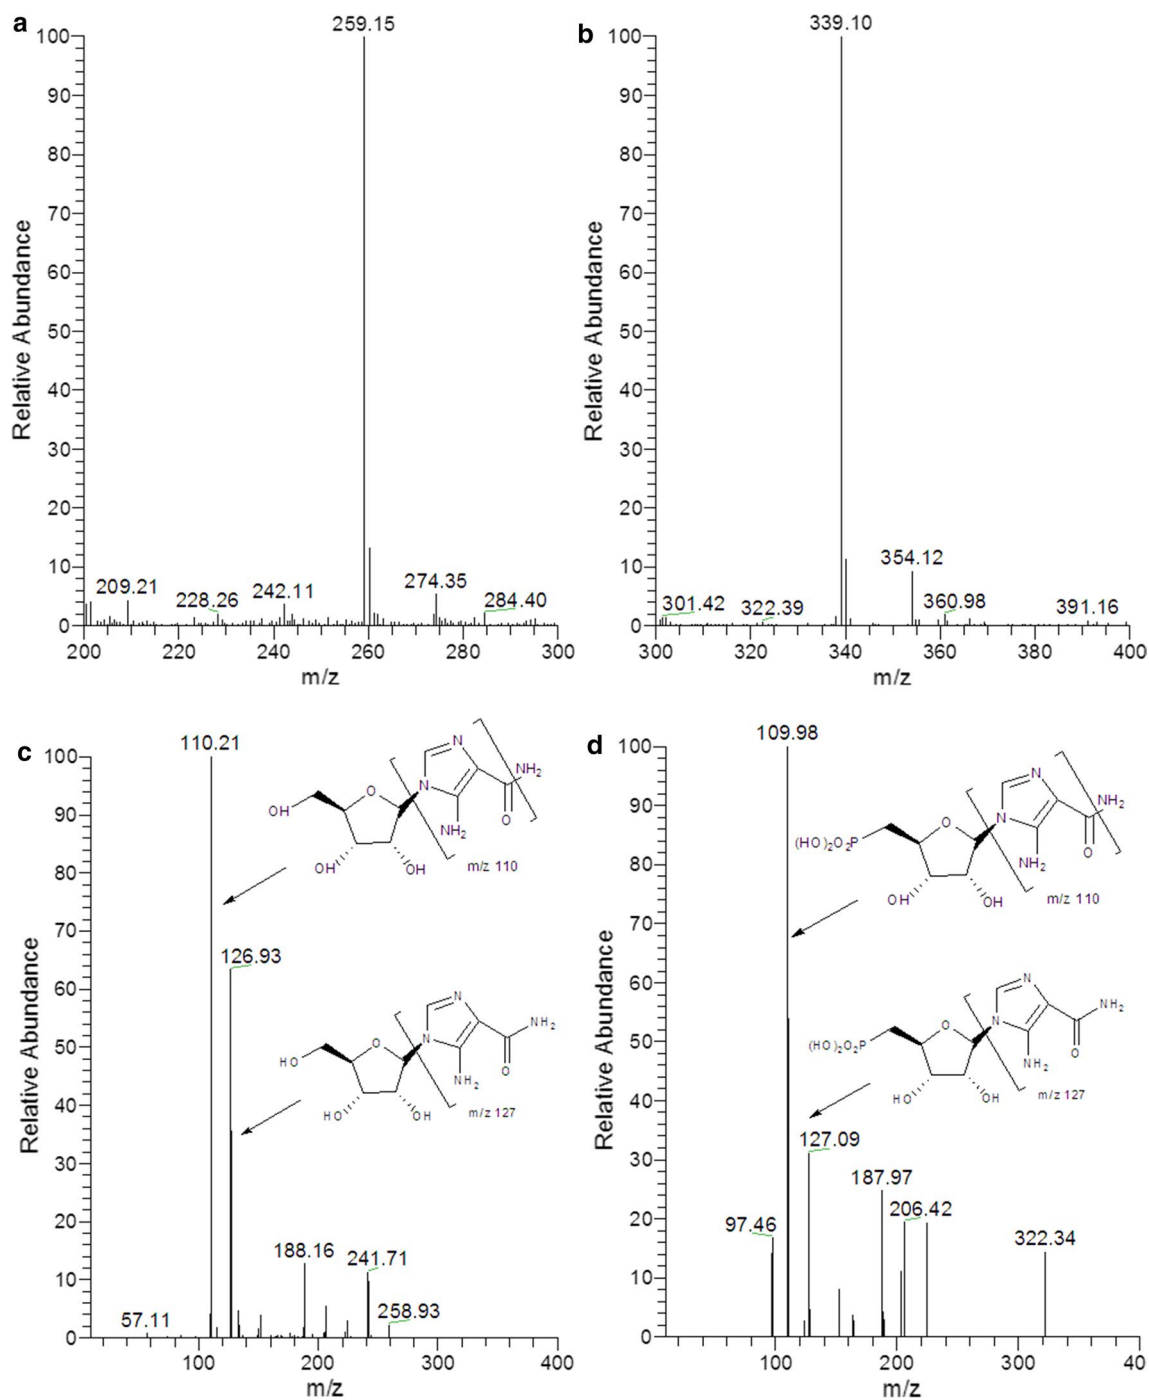 a
259.15
100
90
80
70
60
50
40
30
20
10
0
Relative Abundance
209.21
228.26
242.11
274.35
284.40
200 220 240 260 280 300
m/z
b
339.10
100
90
80
70
60
50
40
30
20
10
0
Relative Abundance
301.42
322.39
354.12
360.98
391.16
300 320 340 360 380 400
m/z
c
110.21
100
90
80
70
60
50
40
30
20
10
0
Relative Abundance
N
NH2
O
N
OH
O
NH2
OH
OH
m/z 110
126.93
N
NH2
O
N
HO
O
NH2
HO
OH
m/z 127
188.16
241.71
57.11
258.93
100 200 300 400
m/z
d
109.98
100
90
80
70
60
50
40
30
20
10
0
Relative Abundance
N
NH2
O
N
(HO)2O2P
O
NH2
OH
OH
m/z 110
N
NH2
O
N
(HO)2O2P
O
NH2
HO
OH
m/z 127
127.09
187.97
206.42
97.46
322.34
100 200 300 40
m/z